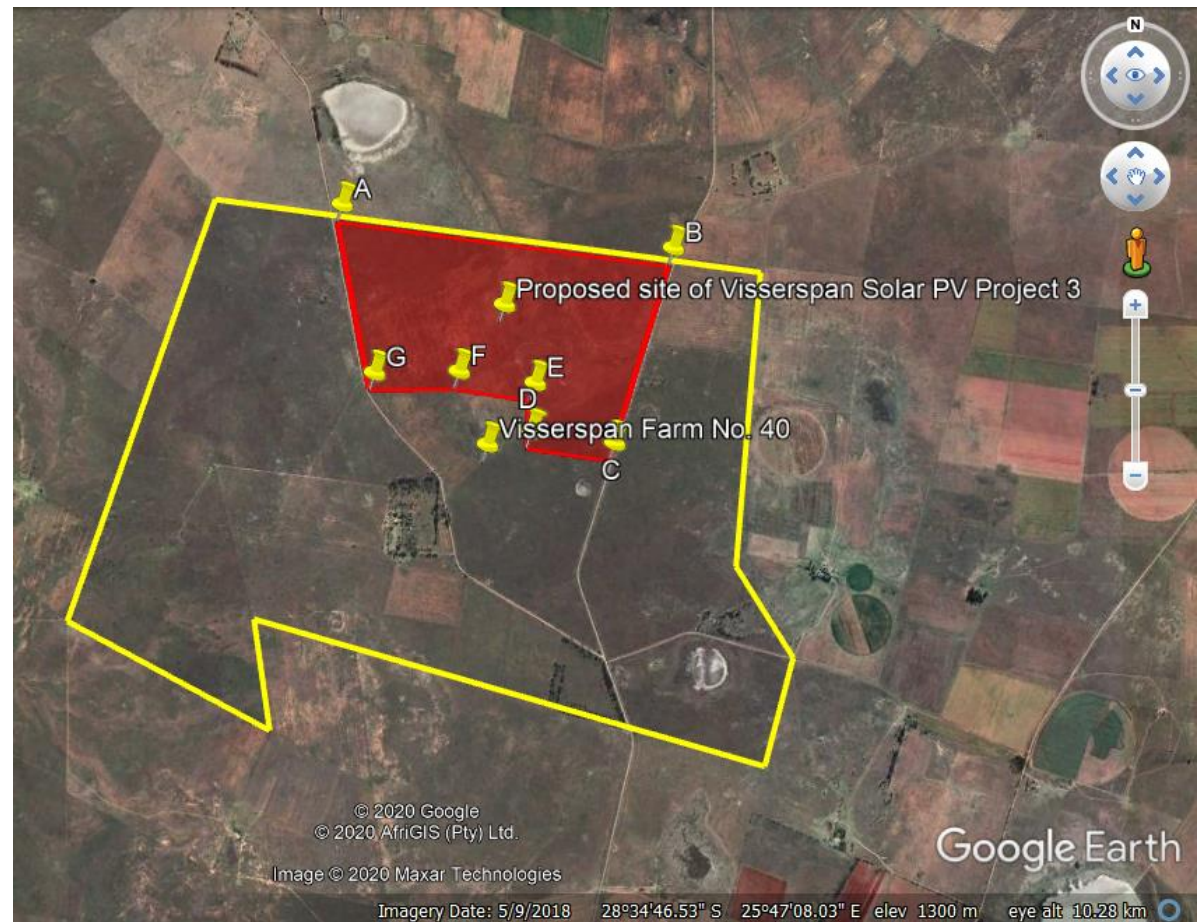 N
A
B
Proposed site of Visserspan Solar PV Project 3
G
F
E
D
Visserspan Farm No. 40
C
© 2020 Google
© 2020 AfriGIS (Pty) Ltd.
Image © 2020 Maxar Technologies
Google Earth
Imagery Date: 5/9/2018 28°34'46.53" S 25°47'08.03" E elev 1300 m eye alt 10.28 km